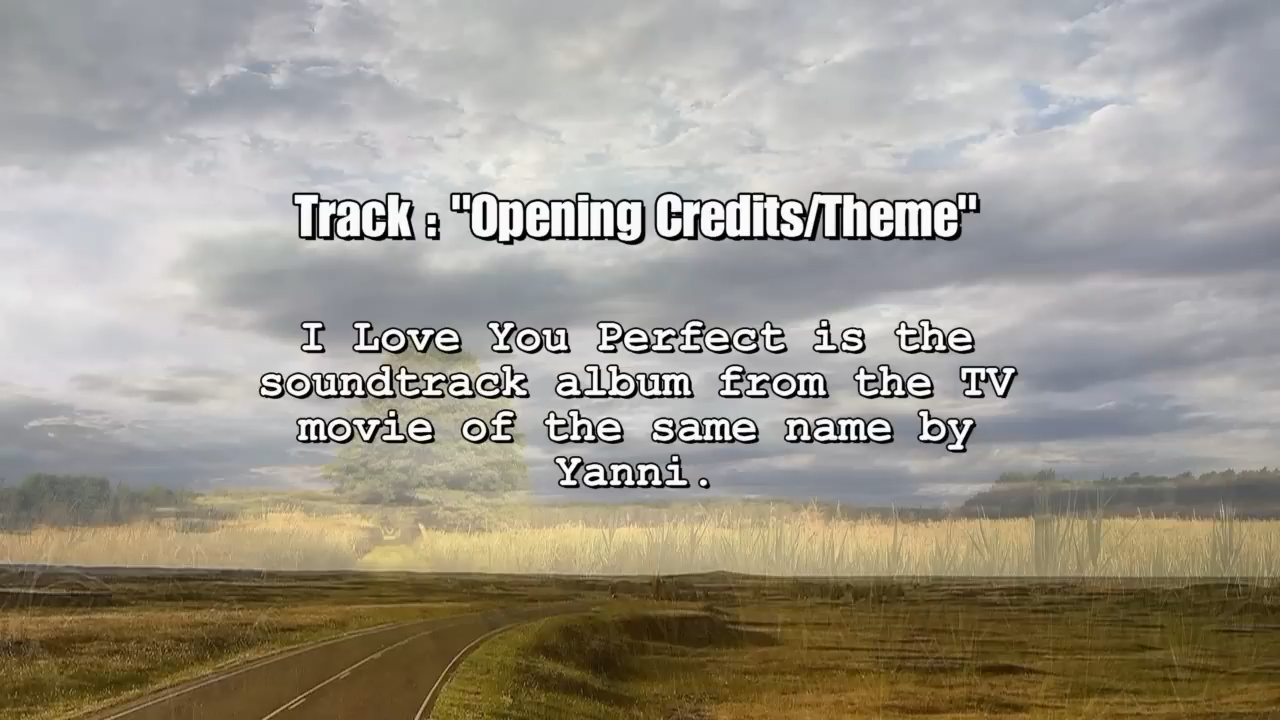 Track : "Opening Credits/Theme"
I Love You Perfect is the
soundtrack album from the TV
movie of the same name by
Yanni.